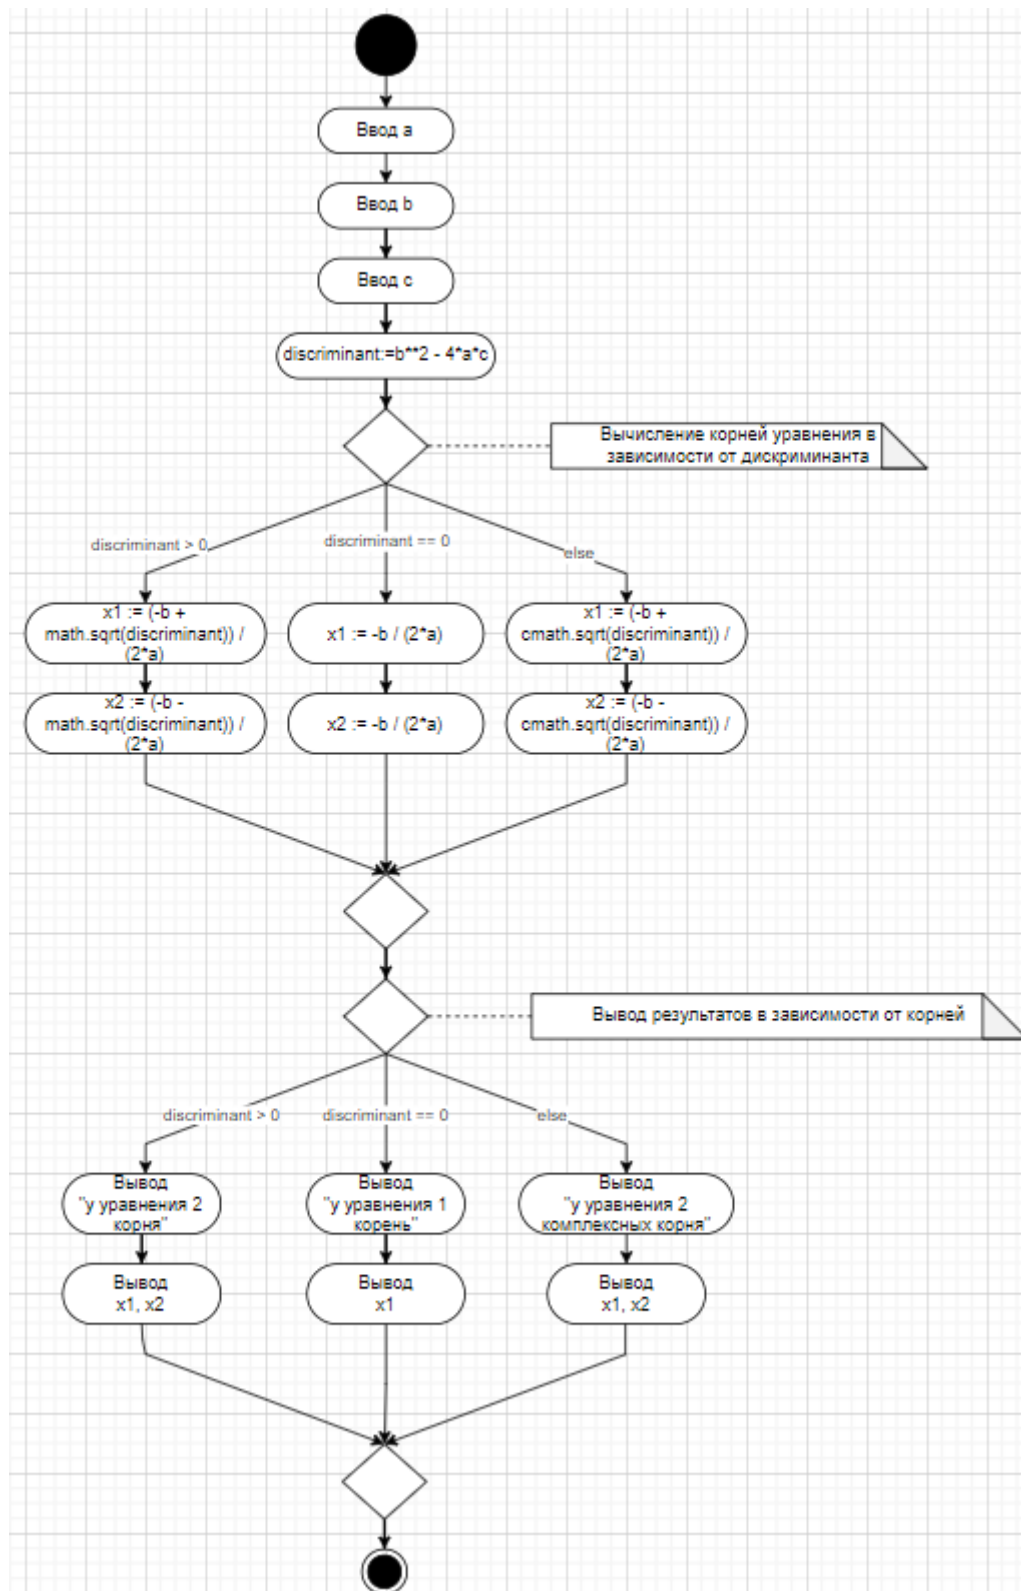 Ввод a
Ввод b
Ввод c
discriminant:=b**2 - 4*a*c
Вычисление корней уравнения в
зависимости от дискриминанта
discriminant > 0
discriminant == 0
else
x1 := (-b +
math.sqrt(discriminant)) /
(2*a)
x1 := -b / (2*a)
x1 := (-b +
cmath.sqrt(discriminant)) /
(2*a)
x2 := (-b -
math.sqrt(discriminant)) /
(2*a)
x2 := -b / (2*a)
x2 := (-b -
cmath.sqrt(discriminant)) /
(2*a)
Вывод результатов в зависимости от корней
discriminant > 0
discriminant == 0
else
Вывод
"у уравнения 2
корня"
Вывод
"у уравнения 1
корень"
Вывод
"у уравнения 2
комплексных корня"
Вывод
x1, x2
Вывод
x1
Вывод
x1, x2